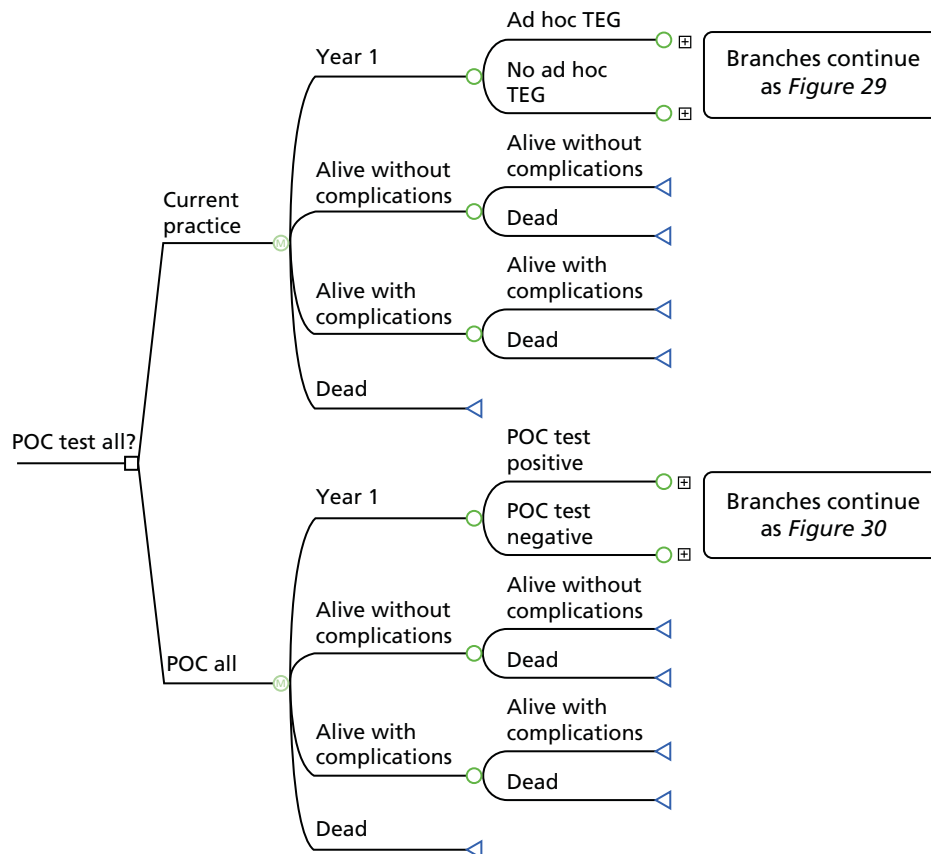 Ad hoc TEG
Year 1
No ad hoc
TEG
Branches continue
as Figure 29
Alive without
complications
Alive without
complications
Dead
Current
practice
Alive with
complications
Alive with
complications
Dead
Dead
POC test all?
POC test
positive
Year 1
POC test
negative
Branches continue
as Figure 30
Alive without
complications
Alive without
complications
Dead
POC all
Alive with
complications
Alive with
complications
Dead
Dead
M
M